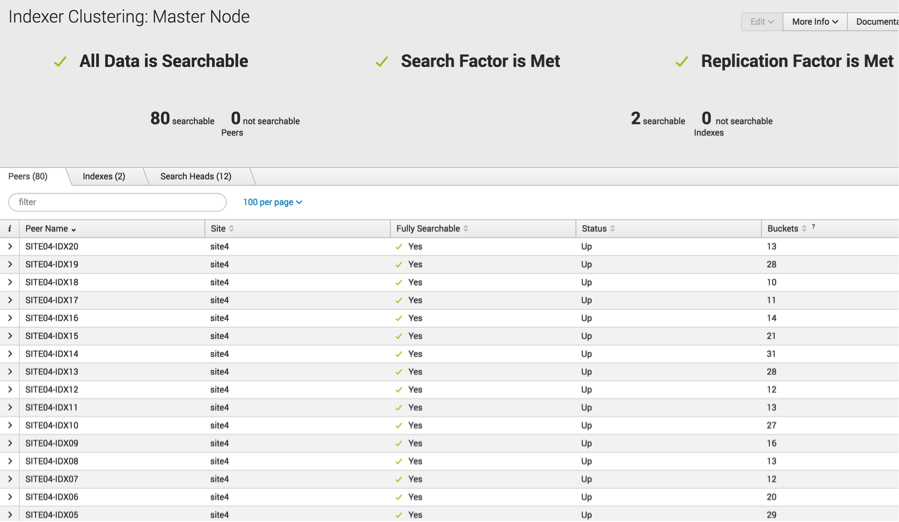 Indexer Clustering: Master Node
Edit More Info Documenta
All Data is Searchable Search Factor is Met Replication Factor is Met
80 searchable 0 not searchable 2 searchable 0 not searchable
Peers Indexes
Peers (80) Indexes (2) Search Heads (12)
filter 100 per page
i Peer Name Site Fully Searchable Status Buckets ?
SITE04-IDX20 site4 Yes Up 13
SITE04-IDX19 site4 Yes Up 28
SITE04-IDX18 site4 Yes Up 10
SITE04-IDX17 site4 Yes Up 11
SITE04-IDX16 site4 Yes Up 14
SITE04-IDX15 site4 Yes Up 21
SITE04-IDX14 site4 Yes Up 31
SITE04-IDX13 site4 Yes Up 28
SITE04-IDX12 site4 Yes Up 12
SITE04-IDX11 site4 Yes Up 13
SITE04-IDX10 site4 Yes Up 27
SITE04-IDX09 site4 Yes Up 16
SITE04-IDX08 site4 Yes Up 13
SITE04-IDX07 site4 Yes Up 12
SITE04-IDX06 site4 Yes Up 20
SITE04-IDX05 site4 Yes Up 29